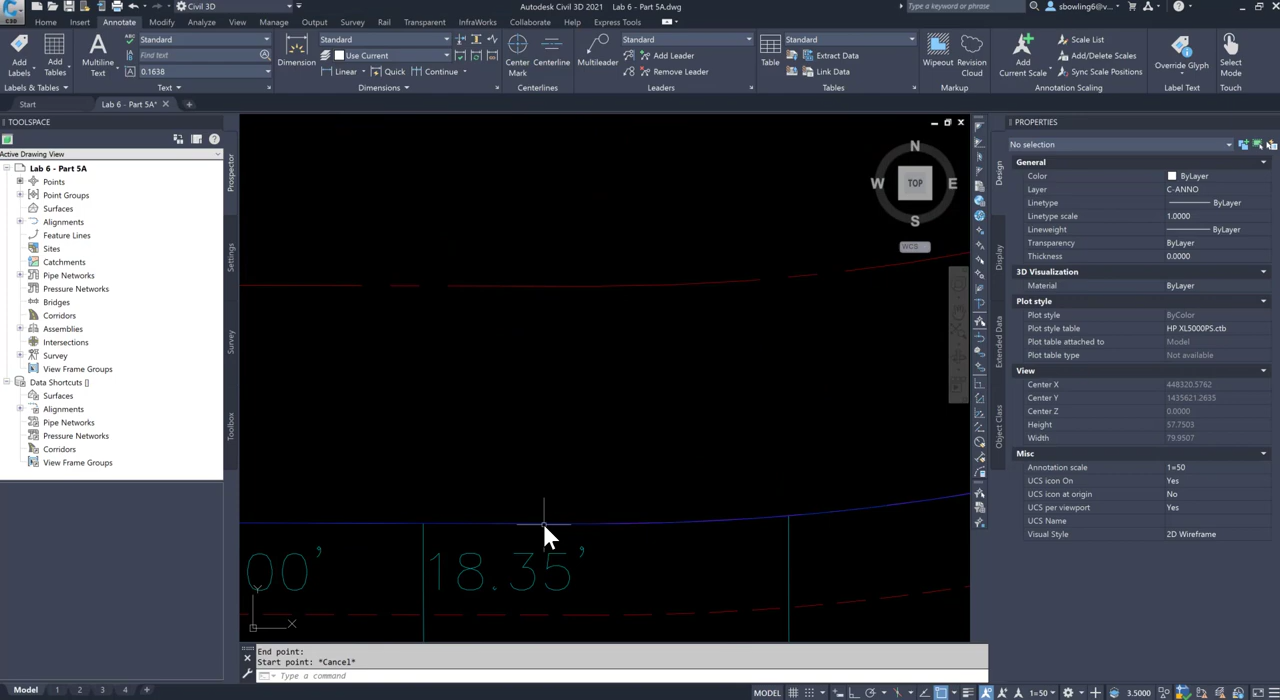 C3D
Civil 3D
Autodesk Civil 3D 2021 Lab 6 - Part 5A.dwg
Type a keyword or phrase
sbowling6@v...
Home Insert Annotate Modify Analyze View Manage Output Survey Rail Transparent InfraWorks Collaborate Help Express Tools
Add Labels
Add Tables
Labels & Tables
Multiline Text
Standard
Find text
0.1638
Text
Dimension
Standard
Use Current
Linear Quick Continue
Dimensions
Center Mark
Centerline
Centerlines
Multileader
Standard
Add Leader
Remove Leader
Leaders
Table
Standard
Extract Data
Link Data
Tables
Wipeout
Revision Cloud
Markup
Add Current Scale
Scale List
Add/Delete Scales
Sync Scale Positions
Annotation Scaling
Override Glyph
Label Text
Select Mode
Touch
Start Lab 6 - Part 5A*
TOOLSPACE
Active Drawing View
Lab 6 - Part 5A
Points
Point Groups
Surfaces
Alignments
Feature Lines
Sites
Catchments
Pipe Networks
Pressure Networks
Bridges
Corridors
Assemblies
Intersections
Survey
View Frame Groups
Data Shortcuts []
Surfaces
Alignments
Pipe Networks
Pressure Networks
Corridors
View Frame Groups
Prospector
Settings
Survey
Toolbox
N
W TOP E
S
WCS
00' 18.35'
Y
X
End point:
Start point: *Cancel*
Type a command
PROPERTIES
No selection
Design
Display
Extended Data
Object Class
General
Color ByLayer
Layer C-ANNO
Linetype ByLayer
Linetype scale 1.0000
Lineweight ByLayer
Transparency ByLayer
Thickness 0.0000
3D Visualization
Material ByLayer
Plot style
Plot style ByColor
Plot style table HP XL5000PS.ctb
Plot table attached to Model
Plot table type Not available
View
Center X 448320.5762
Center Y 1435621.2635
Center Z 0.0000
Height 57.7503
Width 79.9507
Misc
Annotation scale 1=50
UCS icon On Yes
UCS icon at origin No
UCS per viewport Yes
UCS Name
Visual Style 2D Wireframe
Model 1 2 3 4
MODEL 1=50 3.5000